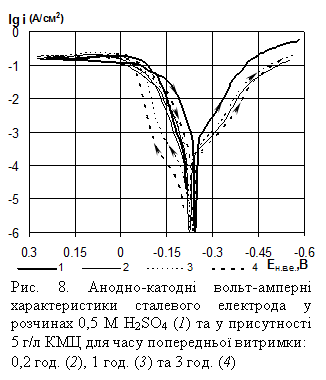 lg i (А/см²)
0
-1
-2
-3
-4
-5
-6
0.3 0.15 0 -0.15 -0.3 -0.45 -0.6
1 2 3 4 Eн.в.е.,В
Рис. 8. Анодно-катодні вольт-амперні
характеристики сталевого електрода у
розчинах 0,5 М H₂SO₄ (1) та у присутності
5 г/л КМЦ для часу попередньої витримки:
0,2 год. (2), 1 год. (3) та 3 год. (4)